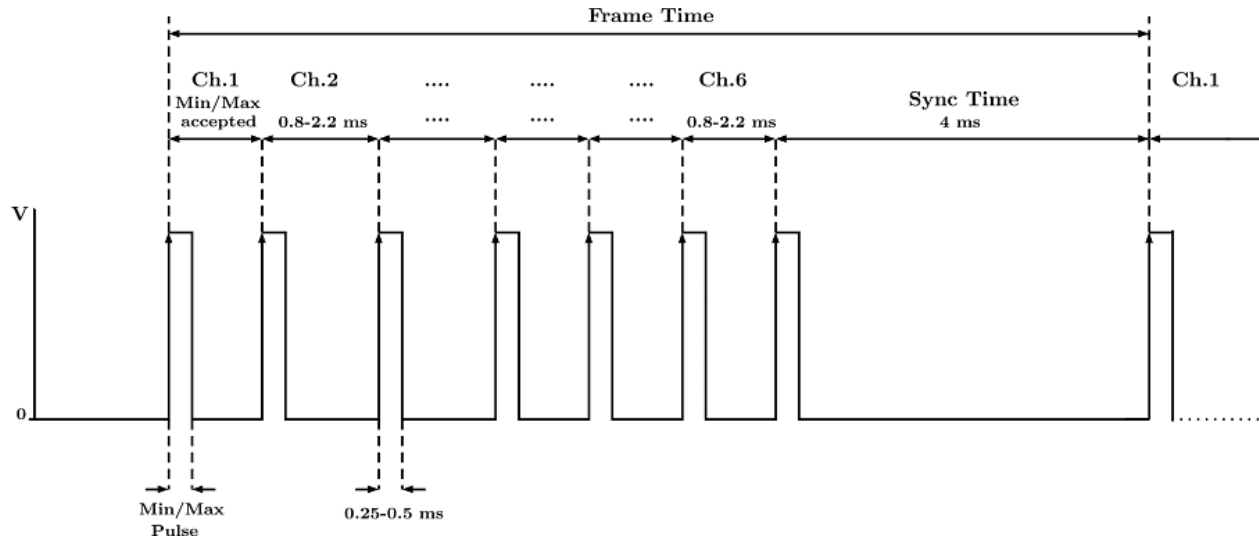 Frame Time
Ch.1 Ch.2 .... .... .... Ch.6 Sync Time Ch.1
Min/Max
accepted 0.8-2.2 ms .... .... .... 0.8-2.2 ms 4 ms
V
0
Min/Max
Pulse
0.25-0.5 ms